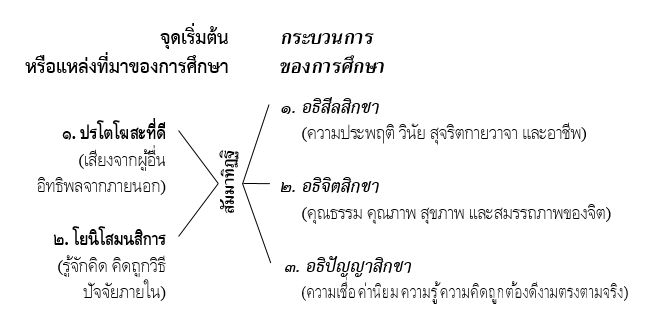 จุดเริ่มต้น
หรือแหล่งที่มาของการศึกษา
กระบวนการ
ของการศึกษา
๑. ปรโตโฆสะที่ดี
(เสียงจากผู้อื่น
อิทธิพลจากภายนอก)
๒. โยนิโสมนสิการ
(รู้จักคิด คิดถูกวิธี
ปัจจัยภายใน)
สัมมาทิฏฐิ
๑. อธิสีลสิกขา
(ความประพฤติ วินัย สุจริตกายวาจา และอาชีพ)
๒. อธิจิตสิกขา
(คุณธรรม คุณภาพ สุขภาพ และสมรรถภาพของจิต)
๓. อธิปัญญาสิกขา
(ความเชื่อ ค่านิยม ความรู้ ความคิดถูกต้องดีงามตรงตามจริง)